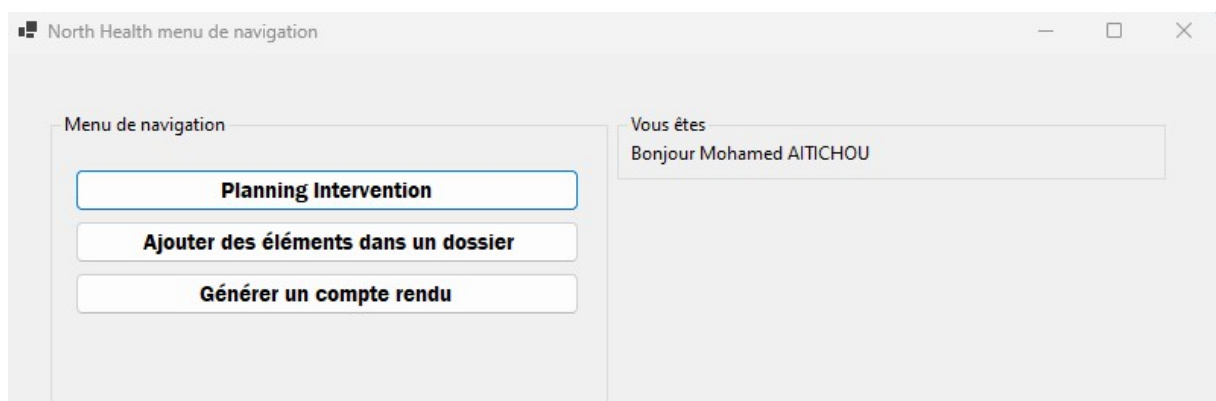 North Health menu de navigation
Menu de navigation
Planning Intervention
Ajouter des éléments dans un dossier
Générer un compte rendu
Vous êtes
Bonjour Mohamed AITICHOU